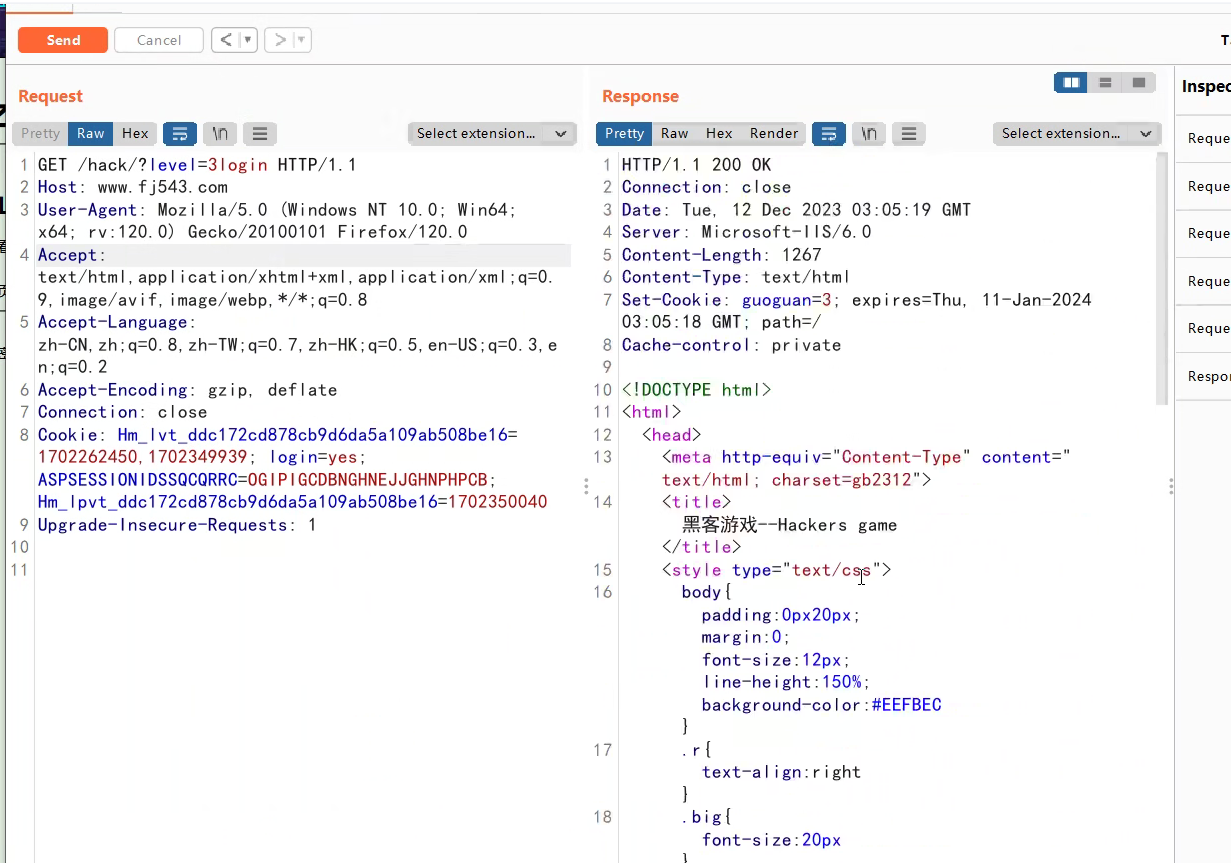 Send
Cancel
Request
Response
Inspec
Pretty Raw Hex \n
Select extension...
Pretty Raw Hex Render \n
Select extension...
1 GET /hack/?level=3login HTTP/1.1
2 Host: www.fj543.com
3 User-Agent: Mozilla/5.0 (Windows NT 10.0; Win64;
x64; rv:120.0) Gecko/20100101 Firefox/120.0
4 Accept:
text/html,application/xhtml+xml,application/xml;q=0.
9,image/avif,image/webp,*/*;q=0.8
5 Accept-Language:
zh-CN,zh;q=0.8,zh-TW;q=0.7,zh-HK;q=0.5,en-US;q=0.3,e
n;q=0.2
6 Accept-Encoding: gzip, deflate
7 Connection: close
8 Cookie: Hm_lvt_ddc172cd878cb9d6da5a109ab508be16=
1702262450,1702349939; login=yes;
ASPSESSIONIDSSQCQRRC=OGIPIGCDBNGHNEJJGHNPHPCB;
Hm_lpvt_ddc172cd878cb9d6da5a109ab508be16=1702350040
9 Upgrade-Insecure-Requests: 1
10
11
1 HTTP/1.1 200 OK
2 Connection: close
3 Date: Tue, 12 Dec 2023 03:05:19 GMT
4 Server: Microsoft-IIS/6.0
5 Content-Length: 1267
6 Content-Type: text/html
7 Set-Cookie: guoguan=3; expires=Thu, 11-Jan-2024
03:05:18 GMT; path=/
8 Cache-control: private
9
10 <!DOCTYPE html>
11 <html>
12 <head>
13 <meta http-equiv="Content-Type" content="
text/html; charset=gb2312">
14 <title>
黑客游戏--Hackers game
</title>
15 <style type="text/css">
16 body{
padding:0px20px;
margin:0;
font-size:12px;
line-height:150%;
background-color:#EEFBEC
}
17 .r{
text-align:right
}
18 .big{
font-size:20px
}
Reque
Reque
Reque
Reque
Reque
Respor